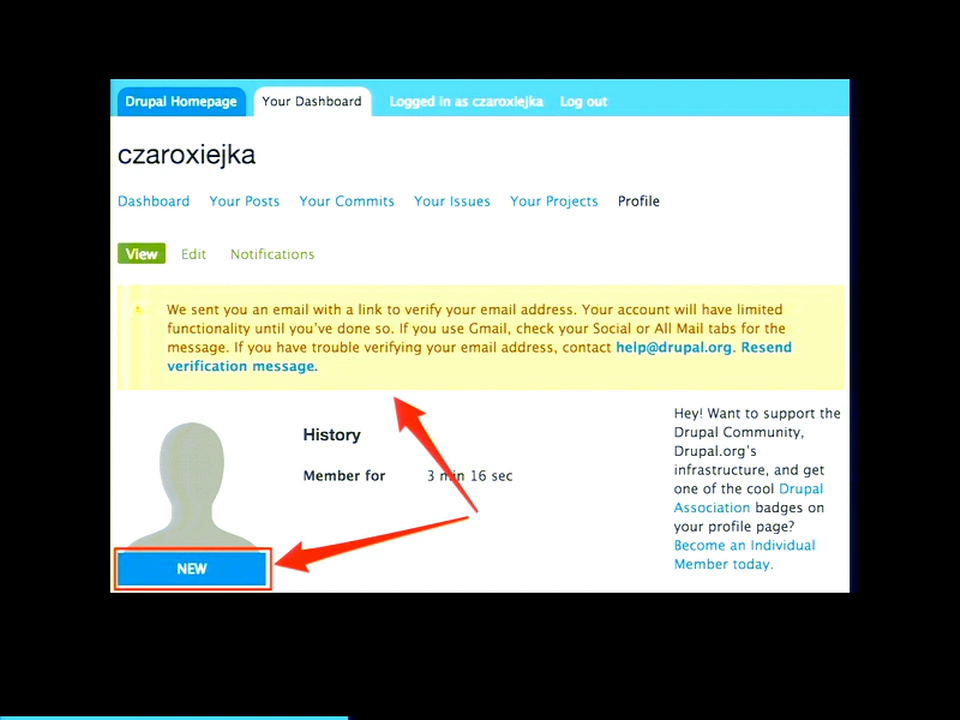 Drupal Homepage Your Dashboard Logged in as czaroxiejka Log out
czaroxiejka
Dashboard Your Posts Your Commits Your Issues Your Projects Profile
View Edit Notifications
We sent you an email with a link to verify your email address. Your account will have limited
functionality until you've done so. If you use Gmail, check your Social or All Mail tabs for the
message. If you have trouble verifying your email address, contact help@drupal.org. Resend
verification message.
History
Member for 3 min 16 sec
NEW
Hey! Want to support the
Drupal Community,
Drupal.org's
infrastructure, and get
one of the cool Drupal
Association badges on
your profile page?
Become an Individual
Member today.